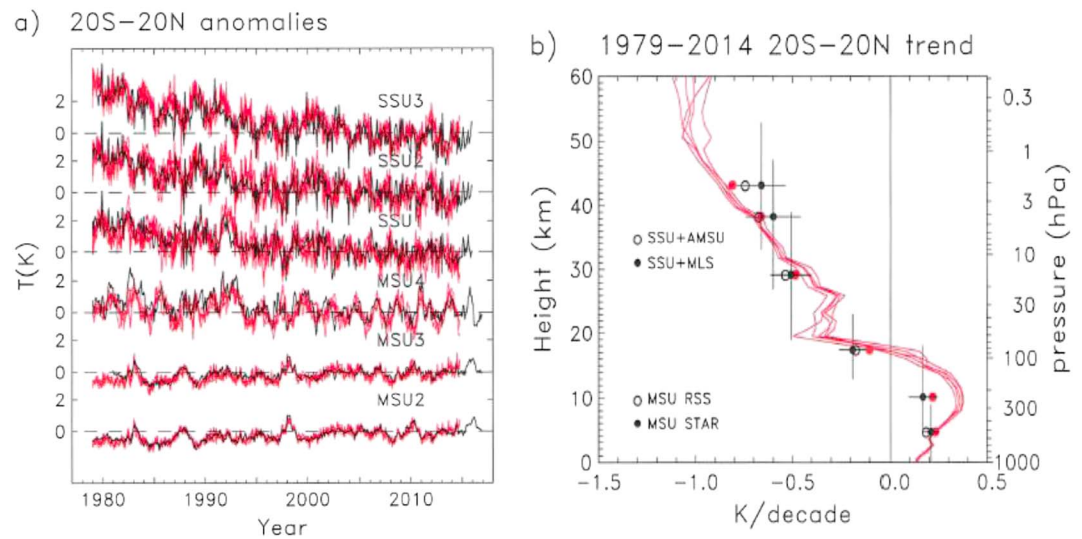 a) 20S-20N anomalies
SSU3
SSU2
SSU1
MSU4
MSU3
MSU2
2
0
2
0
2
0
2
0
2
0
2
0
T(K)
1980 1990 2000 2010
Year
b) 1979-2014 20S-20N trend
60
50
40
30
20
10
0
Height (km)
0.3
1
3
10
30
100
300
1000
pressure (hPa)
SSU+AMSU
SSU+MLS
MSU RSS
MSU STAR
-1.5 -1.0 -0.5 0.0 0.5
K/decade